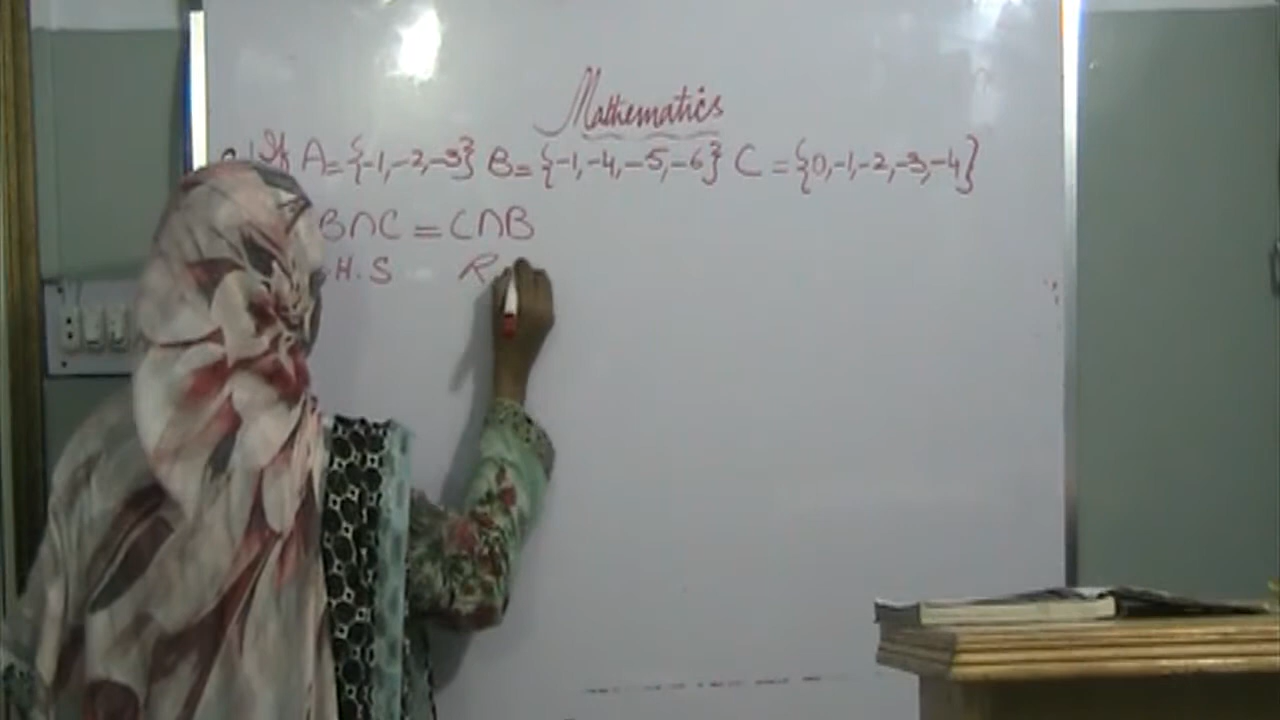 Mathematics
If A={-1,-2,-3} B={-1,-4,-5,-6} C={0,-1,-2,-3,-4}
B∩C = C∩B
.H.S R